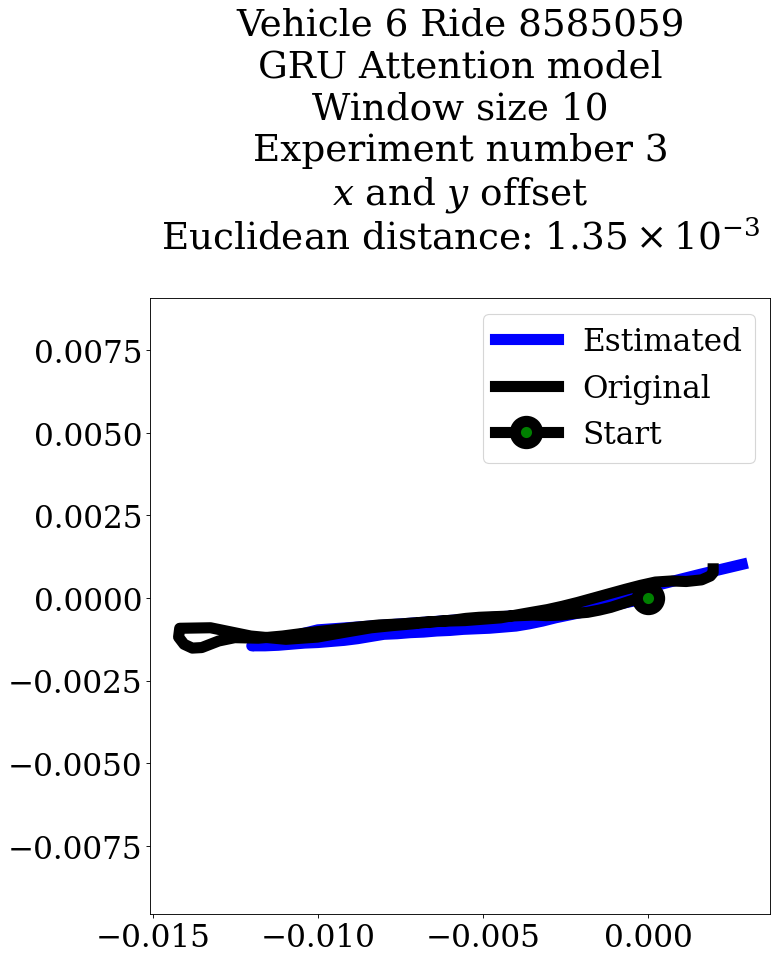 Vehicle 6 Ride 8585059
GRU Attention model
Window size 10
Experiment number 3
x and y offset
Euclidean distance: 1.35 × 10⁻³
Estimated
Original
Start
0.0075
0.0050
0.0025
0.0000
−0.0025
−0.0050
−0.0075
−0.015 −0.010 −0.005 0.000